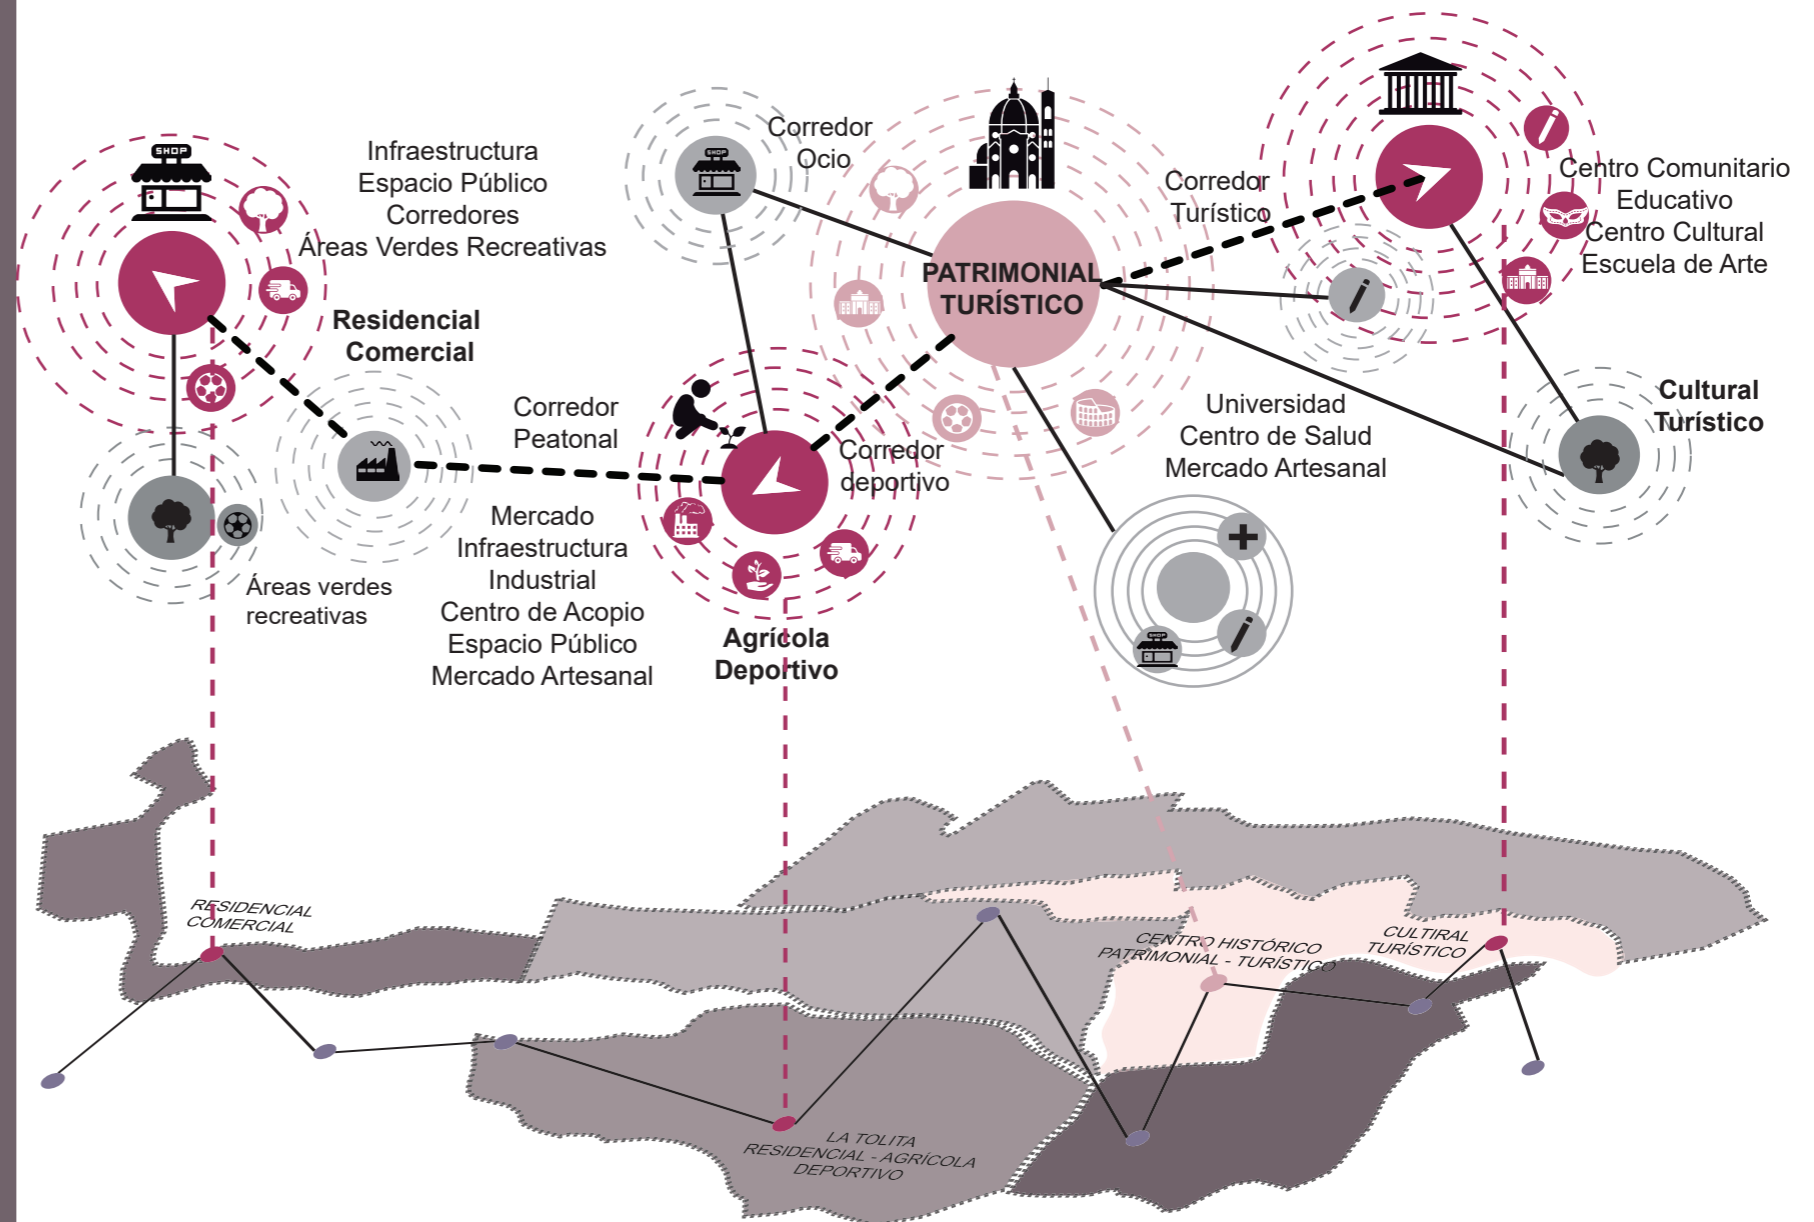 SHOP
Infraestructura
Espacio Público
Corredores
Áreas Verdes Recreativas
Residencial
Comercial
Áreas verdes
recreativas
SHOP
Corredor
Ocio
Corredor
Peatonal
Mercado
Infraestructura
Industrial
Centro de Acopio
Espacio Público
Mercado Artesanal
Corredor
deportivo
Agrícola
Deportivo
PATRIMONIAL
TURÍSTICO
Corredor
Turístico
Universidad
Centro de Salud
Mercado Artesanal
SHOP
Centro Comunitario
Educativo
Centro Cultural
Escuela de Arte
Cultural
Turístico
RESIDENCIAL
COMERCIAL
LA TOLITA
RESIDENCIAL - AGRÍCOLA
DEPORTIVO
CENTRO HISTÓRICO
PATRIMONIAL - TURÍSTICO
CULTIRAL
TURÍSTICO